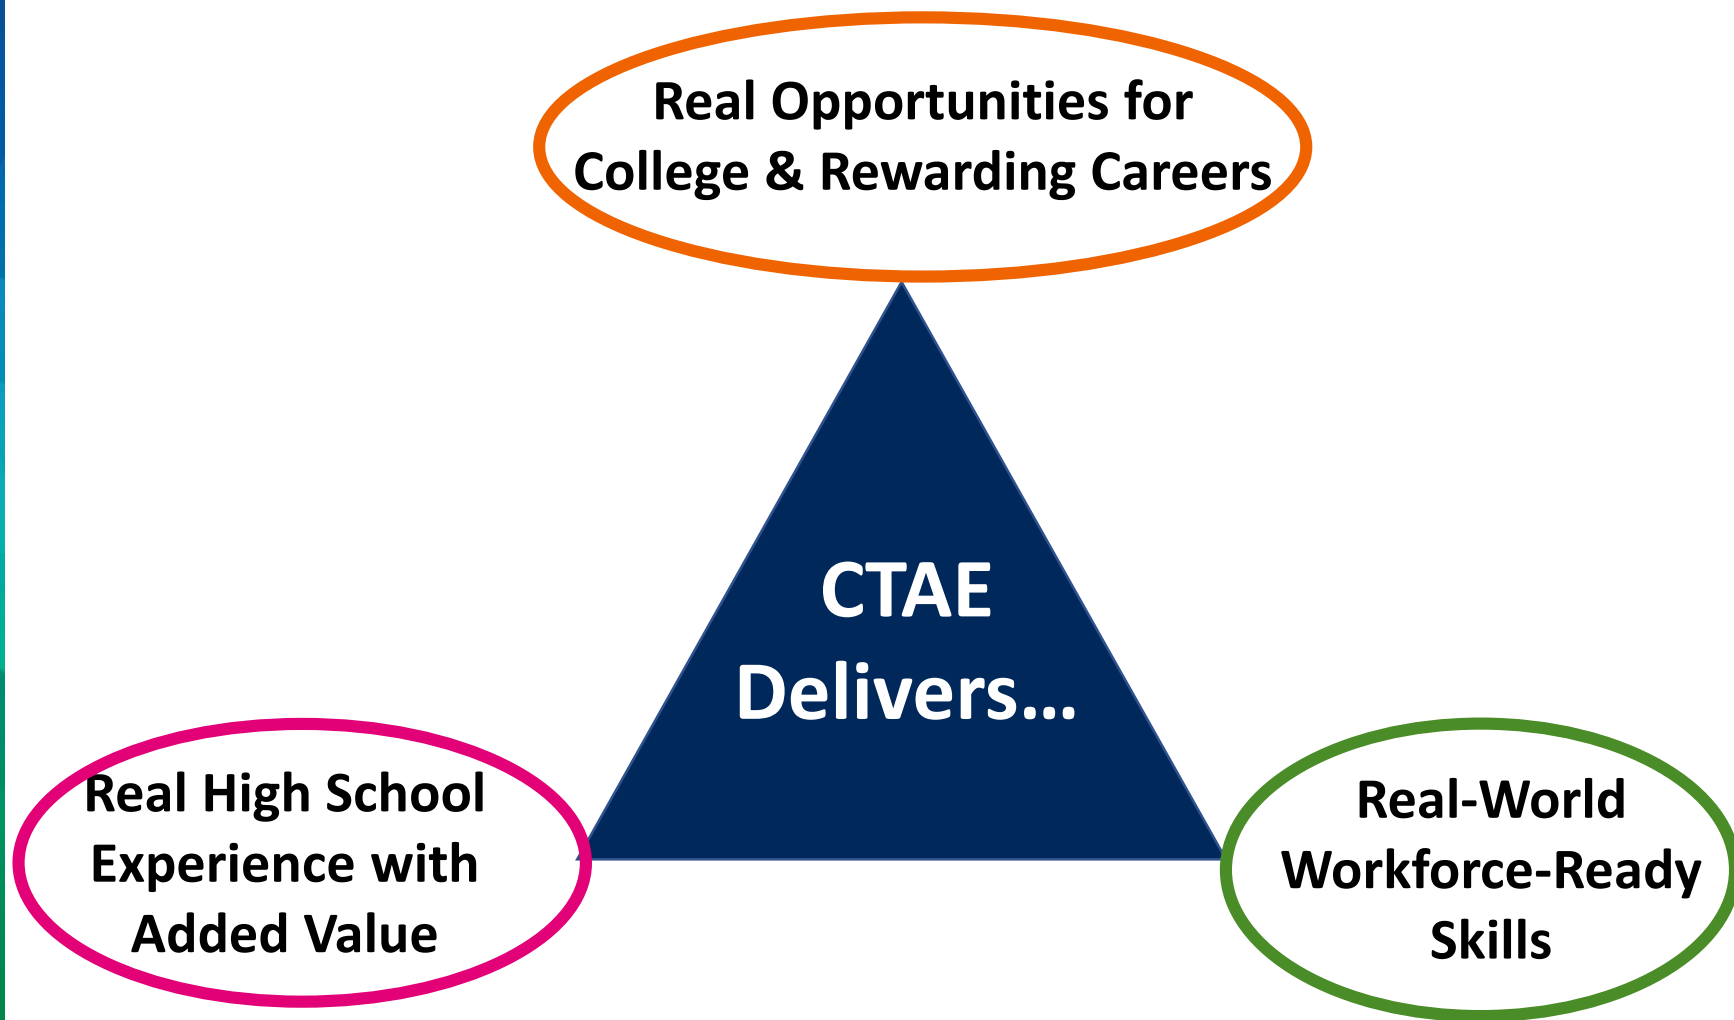 Real Opportunities for
College & Rewarding Careers
CTAE
Delivers...
Real High School
Experience with
Added Value
Real-World
Workforce-Ready
Skills